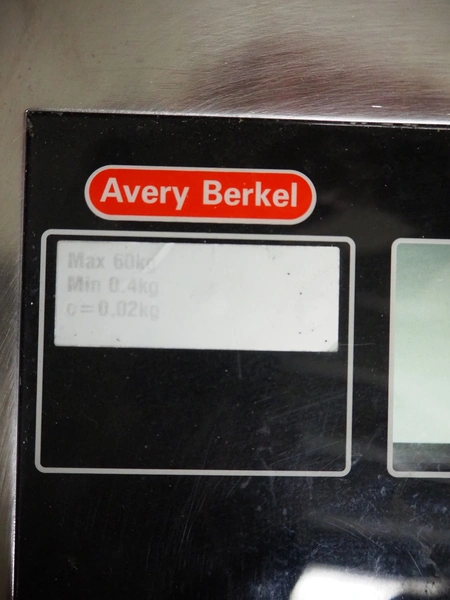 Avery Berkel
Max 60kg
Min 0.4kg
e=0.02kg